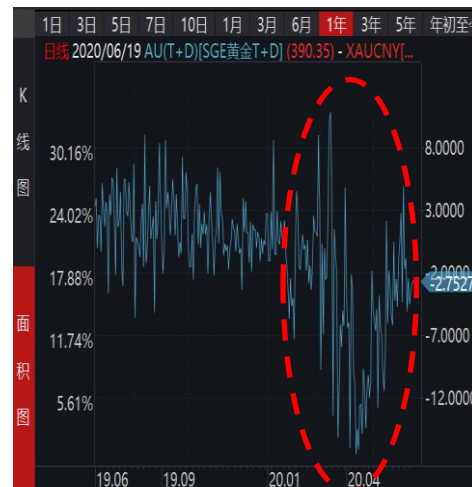 1日 3日 5日 7日 10日 1月 3月 6月 1年 3年 5年 年初至
日线 2020/06/19 AU(T+D)[SGE黄金T+D] (390.35) - XAUCNY[...
K
线
图
面
积
图
30.16% 8.0000
24.02% 3.0000
17.88% -2.0000
-2.7527
11.74% -7.0000
5.61% -12.0000
19.06 19.09 20.01 20.04